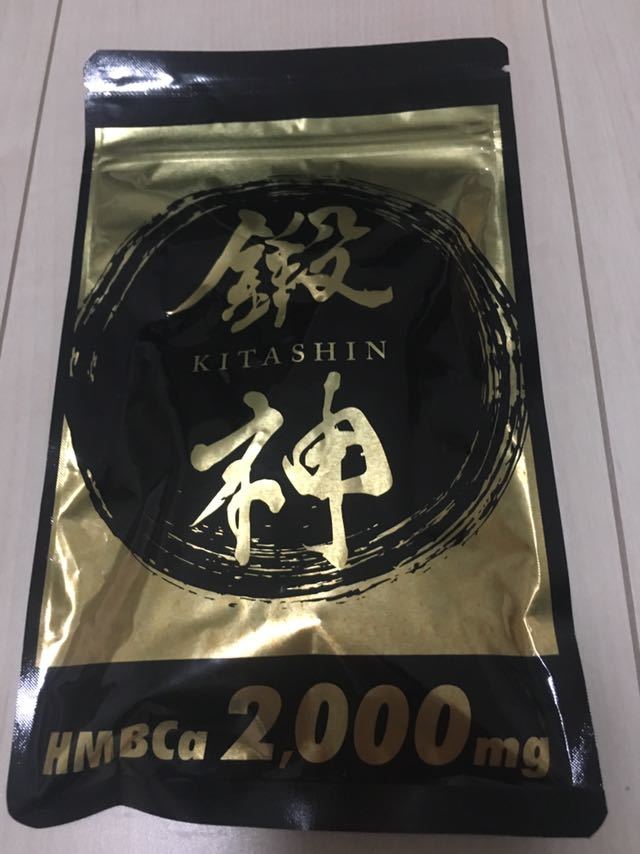 鍛
KITASHIN
神
HMBCa 2,000mg